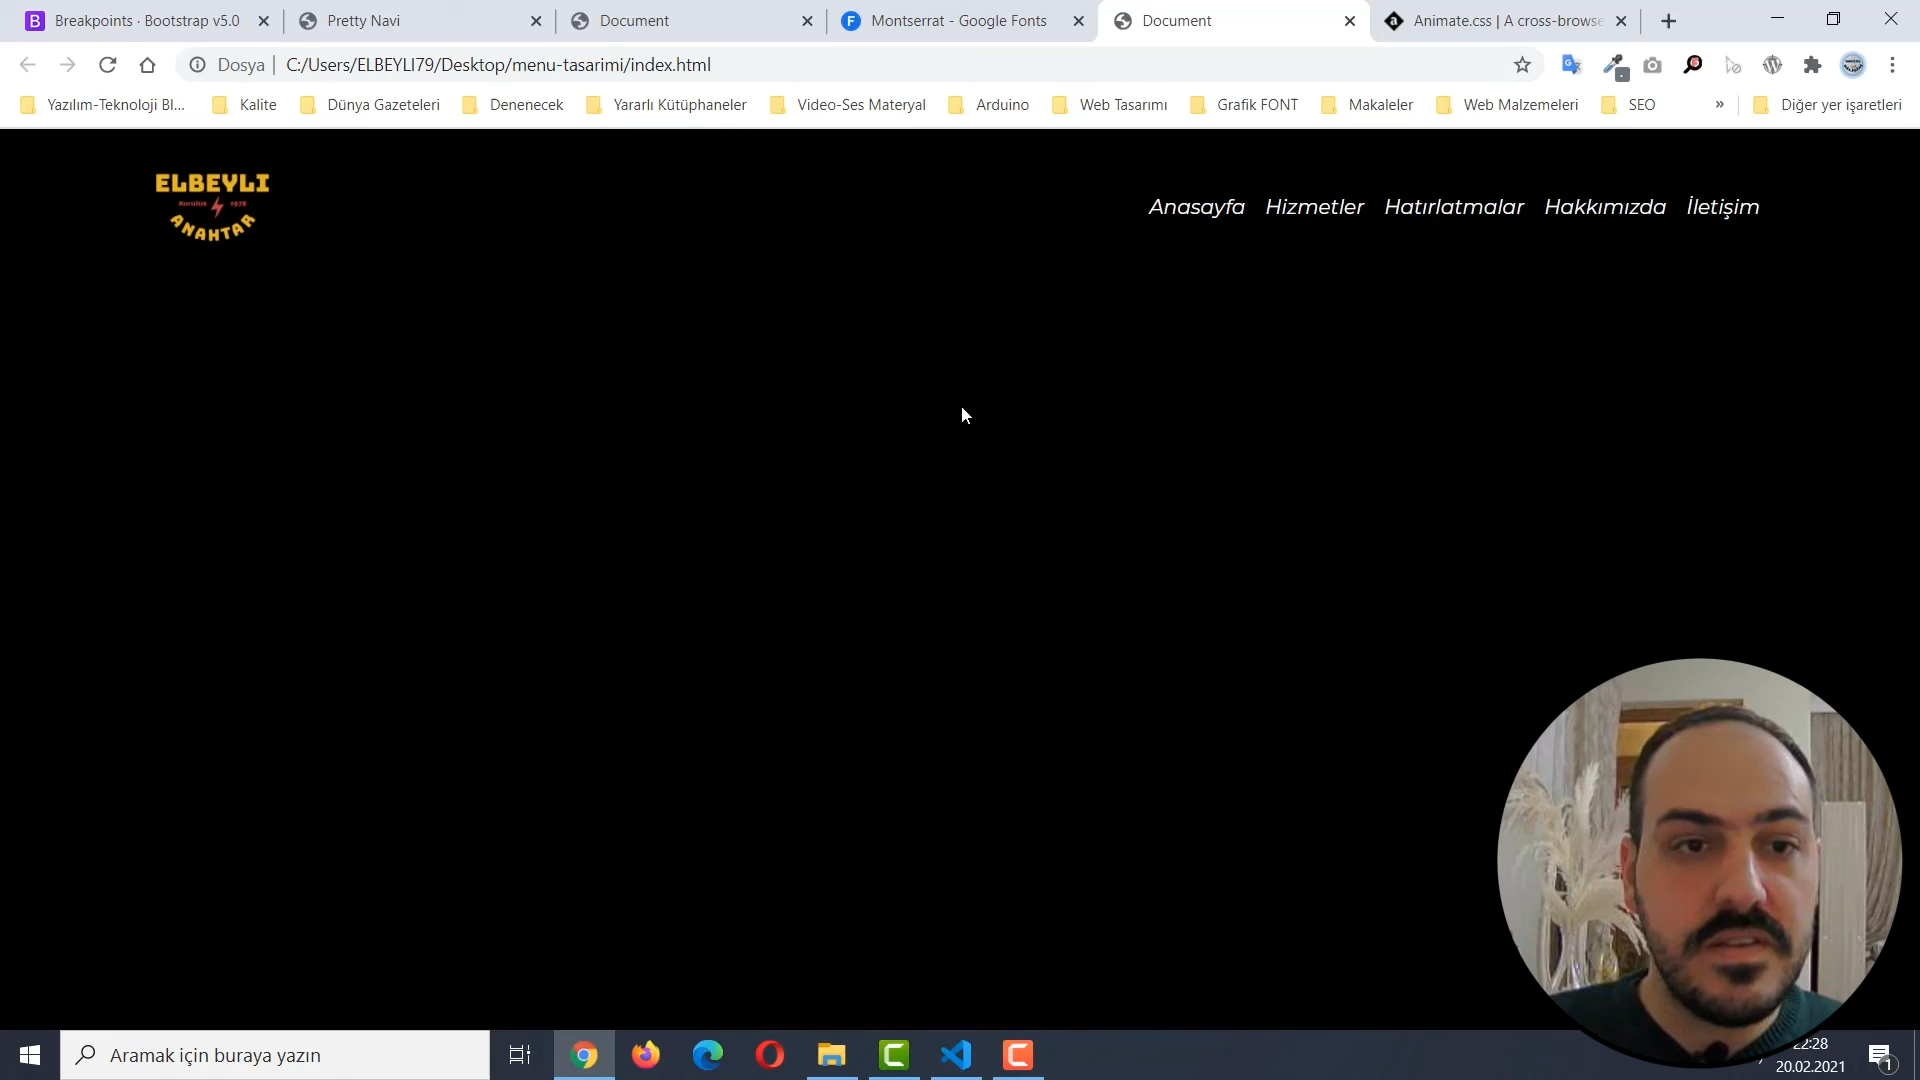 Breakpoints · Bootstrap v5.0
Pretty Navi
Document
Montserrat - Google Fonts
Document
Animate.css | A cross-browse
Dosya | C:/Users/ELBEYLI79/Desktop/menu-tasarimi/index.html
Yazılım-Teknoloji Bl...
Kalite
Dünya Gazeteleri
Denenecek
Yararlı Kütüphaneler
Video-Ses Materyal
Arduino
Web Tasarımı
Grafik FONT
Makaleler
Web Malzemeleri
SEO
»
Diğer yer işaretleri
ELBEYLI
Kuruluş 1975
ANAHTAR
Anasayfa Hizmetler Hatırlatmalar Hakkımızda İletişim
Aramak için buraya yazın
22:28
20.02.2021
1